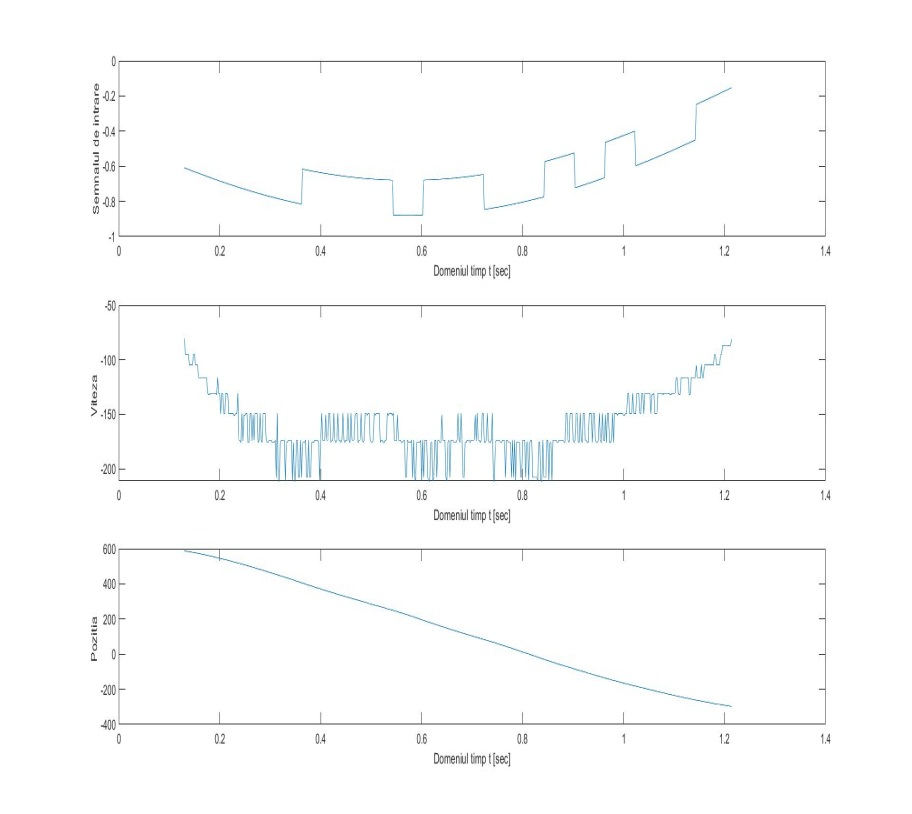 0
-0.2
-0.4
-0.6
-0.8
-1
Semnalul de intrare
0 0.2 0.4 0.6 0.8 1 1.2 1.4
Domeniul timp t [sec]
-50
-100
-150
-200
Viteza
0 0.2 0.4 0.6 0.8 1 1.2 1.4
Domeniul timp t [sec]
600
400
200
0
-200
-400
Pozitia
0 0.2 0.4 0.6 0.8 1 1.2 1.4
Domeniul timp t [sec]